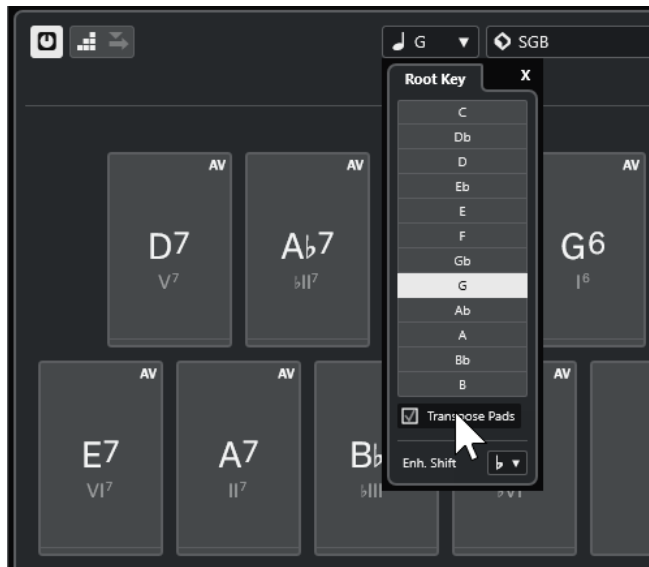 G
SGB
Root Key
X
C
Db
D
Eb
E
F
Gb
G
Ab
A
Bb
B
Transpose Pads
Enh. Shift ♭
AV
D7
V7
AV
A♭7
♭II7
AV
G6
I6
AV
E7
VI7
AV
A7
II7
B♭
♭III
AV
♭VI